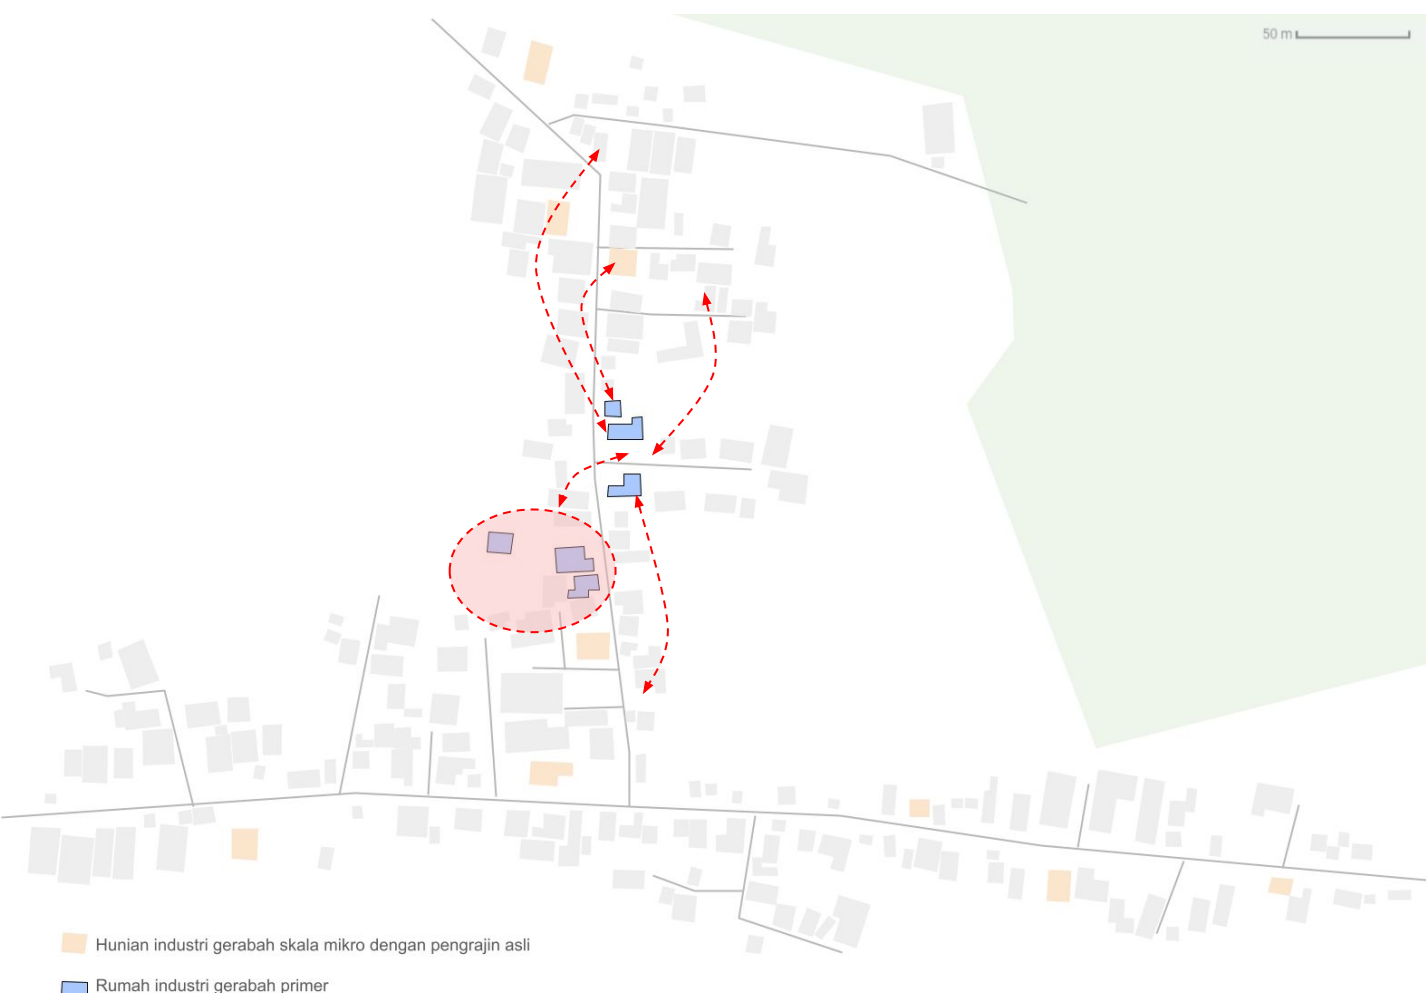 50 m
Hunian industri gerabah skala mikro dengan pengrajin asli
Rumah industri gerabah primer